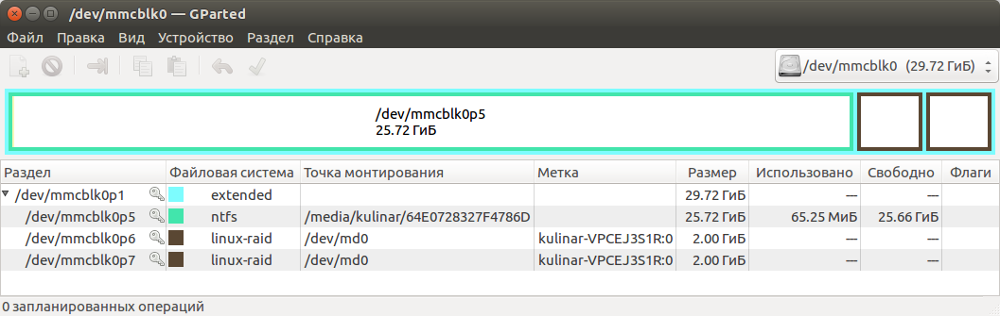 /dev/mmcblk0 — GParted
Файл Правка Вид Устройство Раздел Справка
/dev/mmcblk0 (29.72 ГиБ)
/dev/mmcblk0p5
25.72 ГиБ
Раздел Файловая система Точка монтирования Метка Размер Использовано Свободно Флаги
/dev/mmcblk0p1 extended 29.72 ГиБ --- ---
/dev/mmcblk0p5 ntfs /media/kulinar/64E0728327F4786D 25.72 ГиБ 65.25 МиБ 25.66 ГиБ
/dev/mmcblk0p6 linux-raid /dev/md0 kulinar-VPCEJ3S1R:0 2.00 ГиБ --- ---
/dev/mmcblk0p7 linux-raid /dev/md0 kulinar-VPCEJ3S1R:0 2.00 ГиБ --- ---
0 запланированных операций